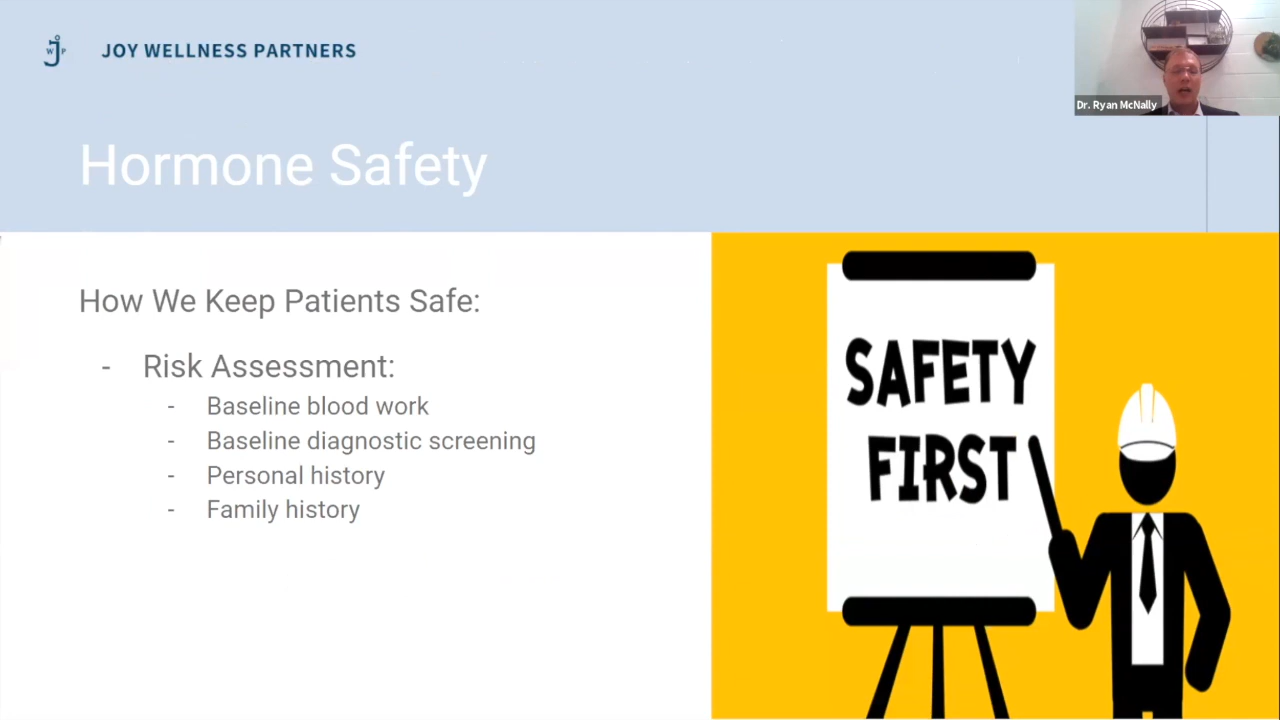 W J P
JOY WELLNESS PARTNERS
Dr. Ryan McNally
Hormone Safety
How We Keep Patients Safe:
- Risk Assessment:
- Baseline blood work
- Baseline diagnostic screening
- Personal history
- Family history
SAFETY
FIRST